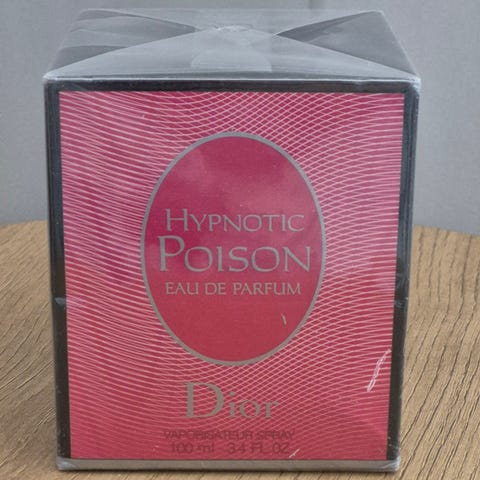 HYPNOTIC
POISON
EAU DE PARFUM
Dior
VAPORISATEUR SPRAY
100 ml 3.4 FL.OZ